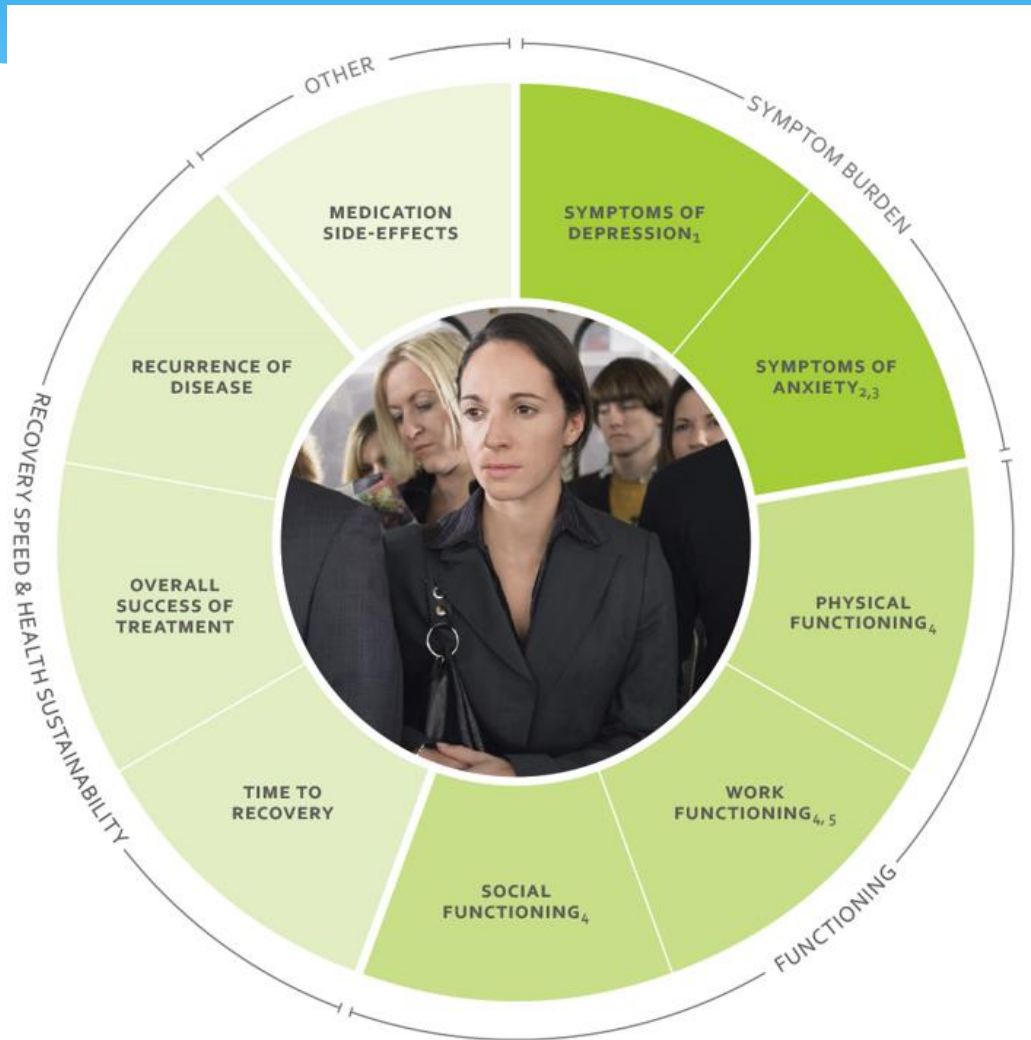 OTHER
SYMPTOM BURDEN
MEDICATION
SIDE-EFFECTS
SYMPTOMS OF
DEPRESSION₁
RECURRENCE OF
DISEASE
SYMPTOMS OF
ANXIETY₂,₃
RECOVERY SPEED & HEALTH SUSTAINABILITY
OVERALL
SUCCESS OF
TREATMENT
PHYSICAL
FUNCTIONING₄
TIME TO
RECOVERY
WORK
FUNCTIONING₄, ₅
SOCIAL
FUNCTIONING₄
FUNCTIONING